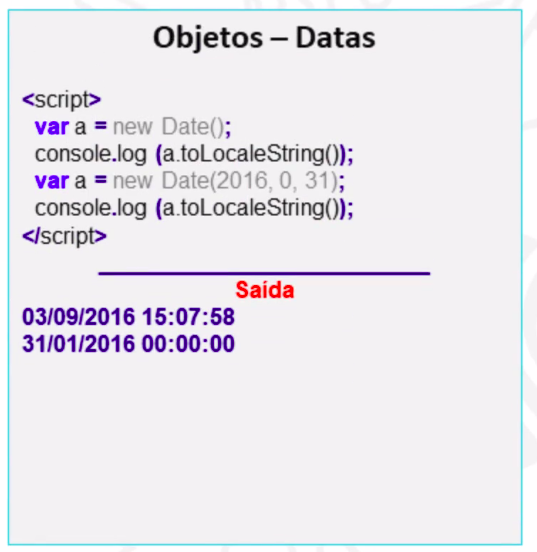 Objetos – Datas
<script>
var a = new Date();
console.log (a.toLocaleString());
var a = new Date(2016, 0, 31);
console.log (a.toLocaleString());
</script>
Saída
03/09/2016 15:07:58
31/01/2016 00:00:00